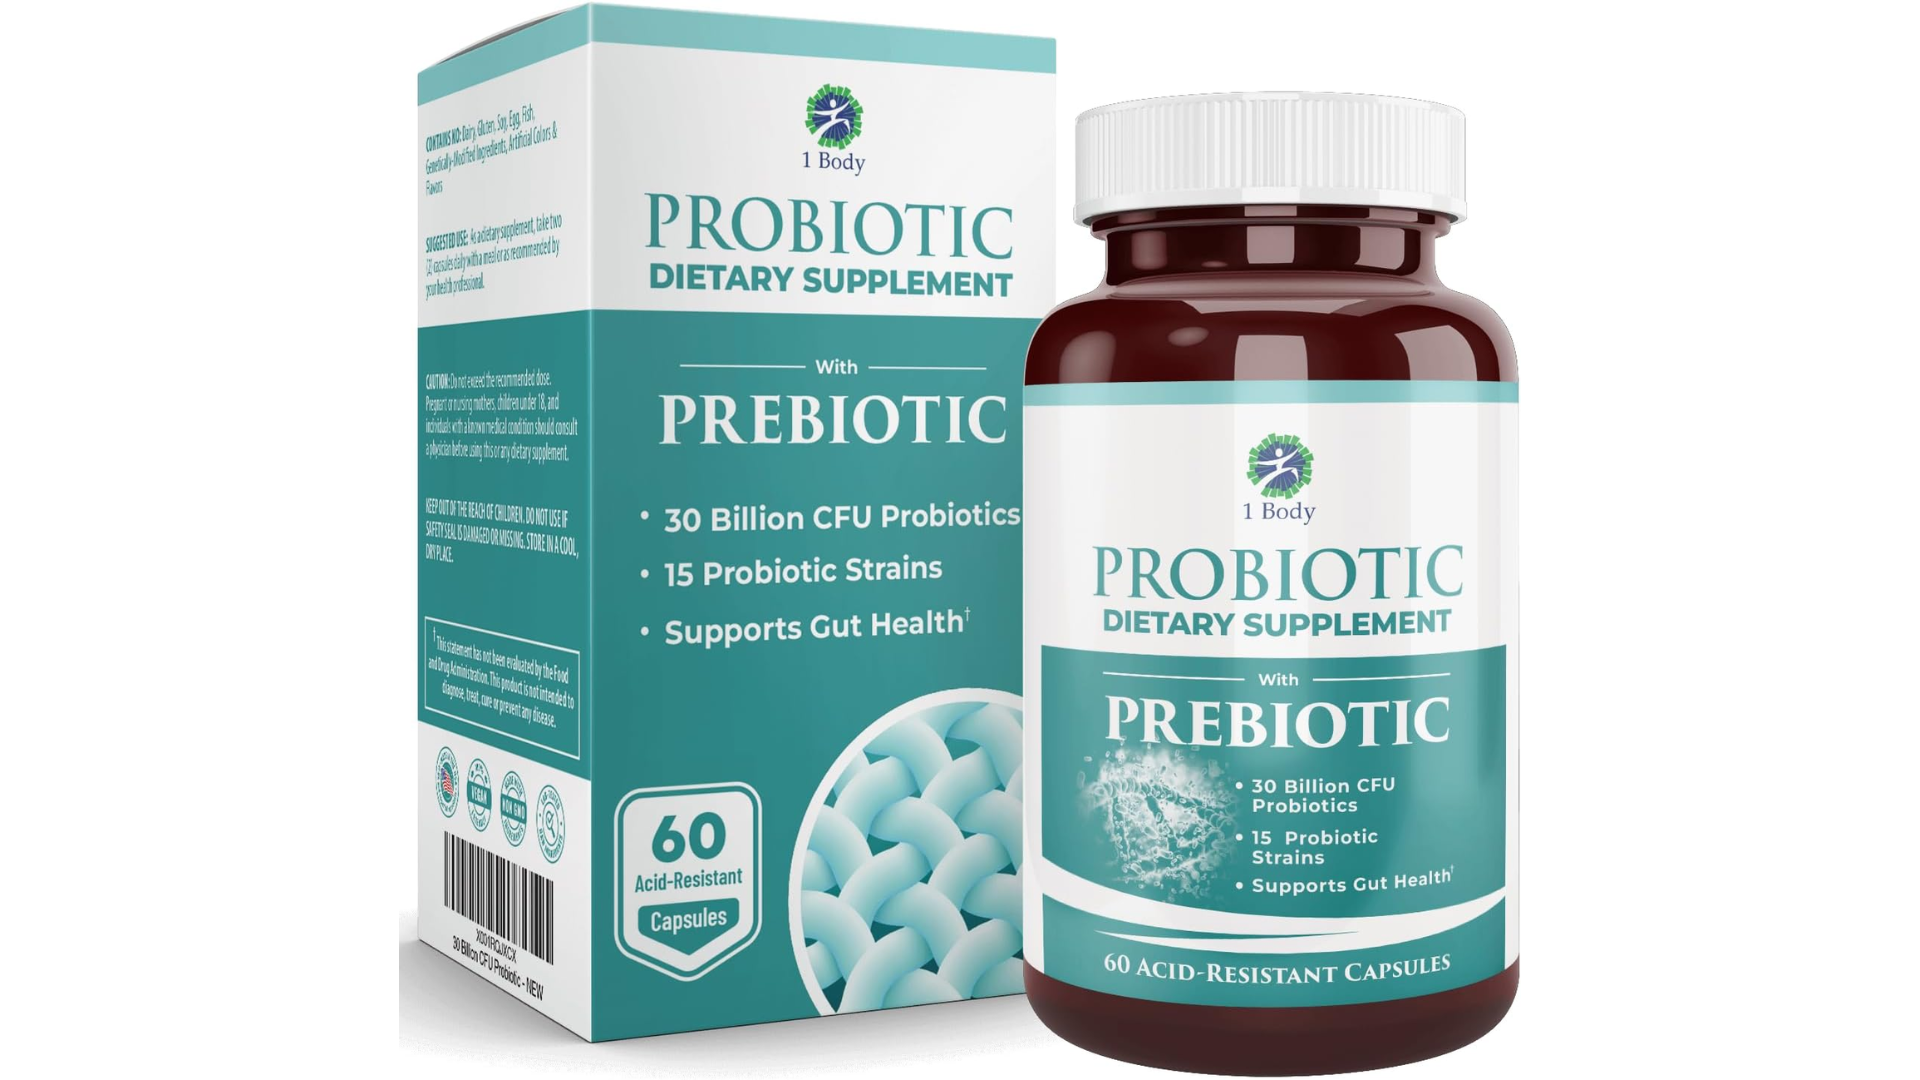 CONTAINS NO: Dairy, Gluten, Soy, Egg, Fish,
Genetically-Modified Ingredients, Artificial Colors &
Flavors
SUGGESTED USE: As a dietary supplement, take two
(2) capsules daily with a meal or as recommended by
your health professional.
CAUTION: Do not exceed the recommended dose.
Pregnant or nursing mothers, children under 18, and
individuals with a known medical condition should consult
a physician before using this or any dietary supplement.
KEEP OUT OF THE REACH OF CHILDREN. DO NOT USE IF
SAFETY SEAL IS DAMAGED OR MISSING. STORE IN A COOL,
DRY PLACE.
† This statement has not been evaluated by the Food
and Drug Administration. This product is not intended to
diagnose, treat, cure or prevent any disease.
VEGAN
NON GMO
X001RQJXCX
30 Billion CFU Probiotic - NEW
1 Body
PROBIOTIC
DIETARY SUPPLEMENT
With
PREBIOTIC
• 30 Billion CFU Probiotics
• 15 Probiotic Strains
• Supports Gut Health†
60
Acid-Resistant
Capsules
1 Body
PROBIOTIC
DIETARY SUPPLEMENT
With
PREBIOTIC
• 30 Billion CFU
Probiotics
• 15 Probiotic
Strains
• Supports Gut Health†
60 ACID-RESISTANT CAPSULES